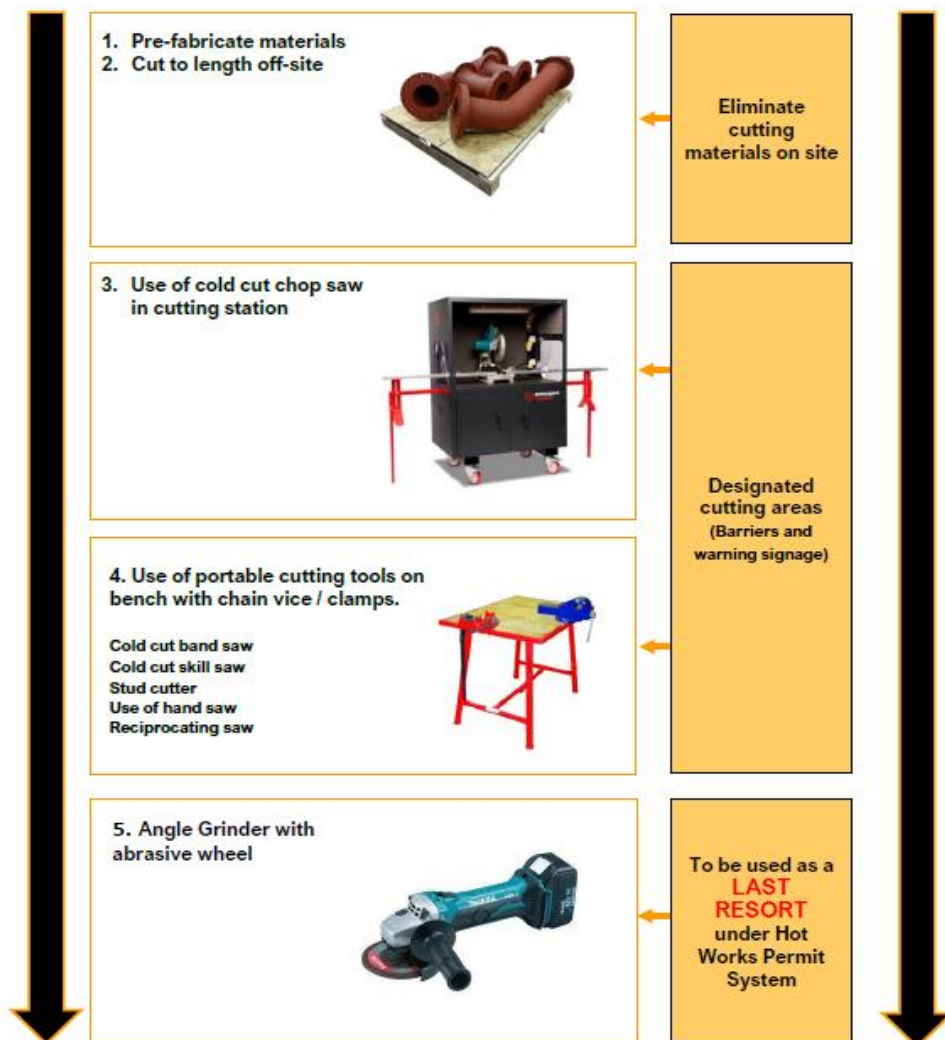 1. Pre-fabricate materials
2. Cut to length off-site
Eliminate
cutting
materials on site
3. Use of cold cut chop saw
in cutting station
Designated
cutting areas
(Barriers and
warning signage)
4. Use of portable cutting tools on
bench with chain vice / clamps.
Cold cut band saw
Cold cut skill saw
Stud cutter
Use of hand saw
Reciprocating saw
5. Angle Grinder with
abrasive wheel
To be used as a
LAST
RESORT
under Hot
Works Permit
System